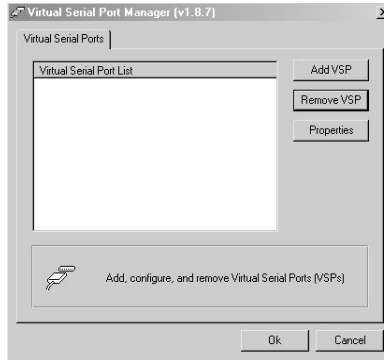 Virtual Serial Port Manager (v1.8.7)
Virtual Serial Ports
Virtual Serial Port List
Add VSP
Remove VSP
Properties
Add, configure, and remove Virtual Serial Ports (VSPs)
Ok
Cancel